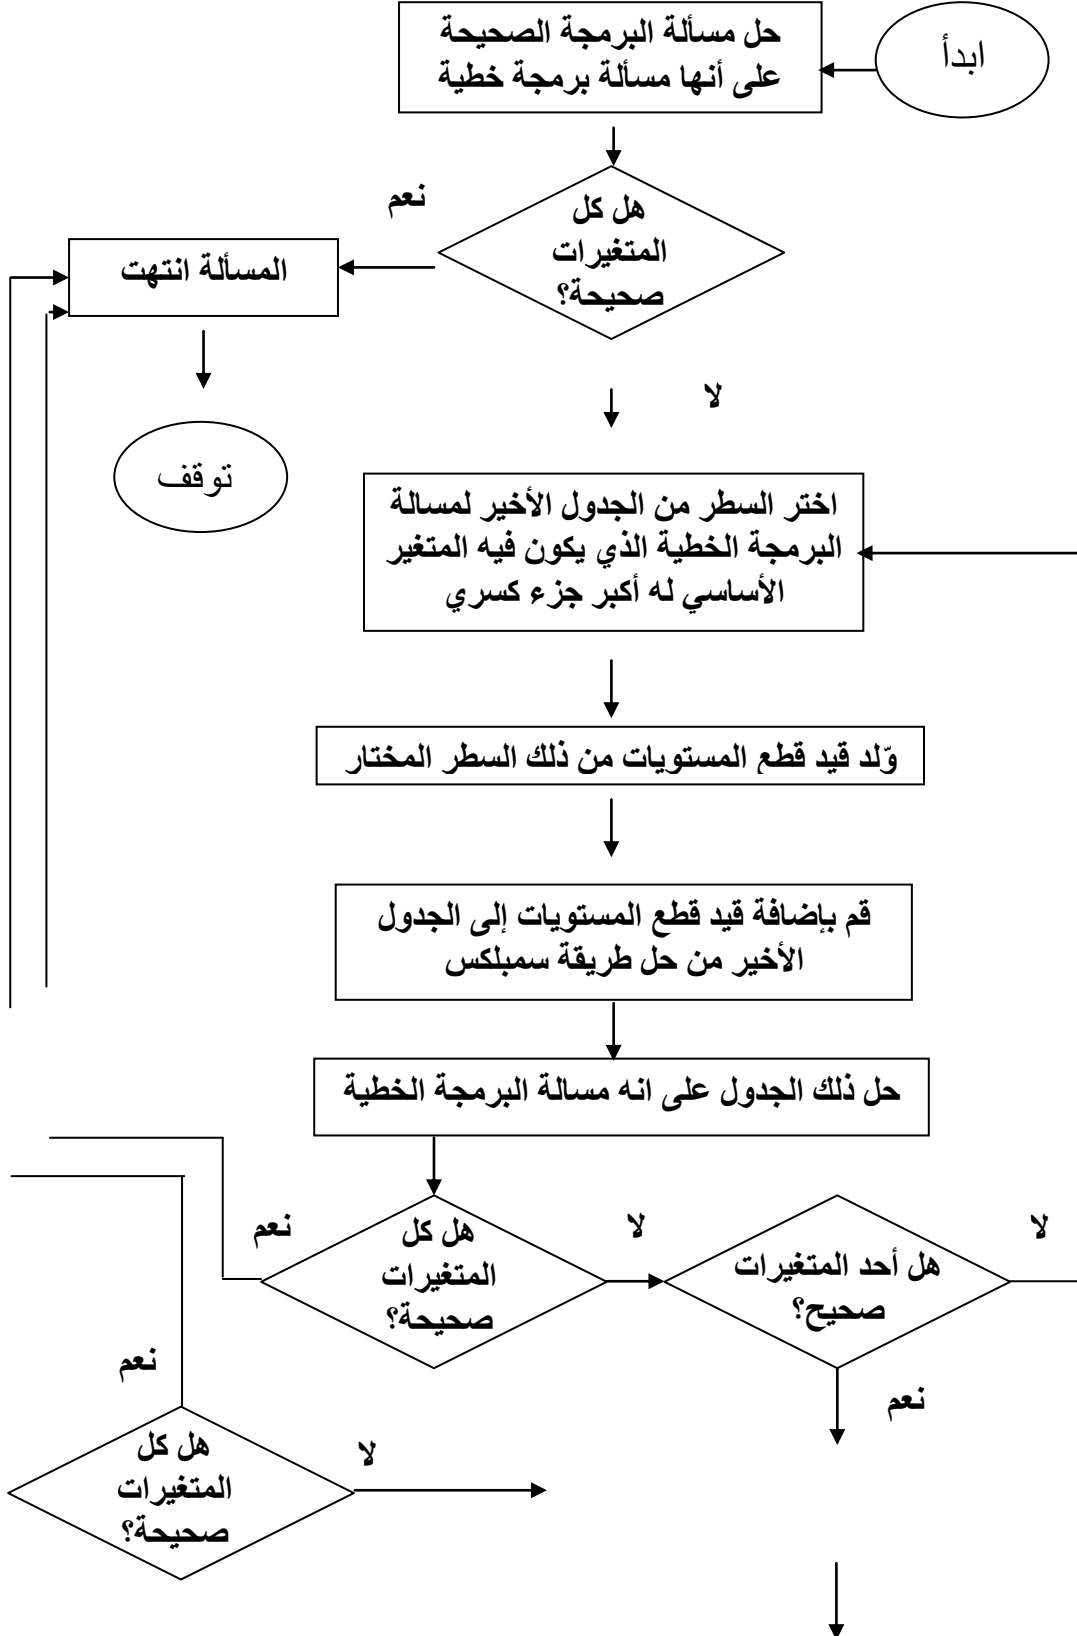 ابدأ
حل مسألة البرمجة الصحيحة
على أنها مسألة برمجة خطية
هل كل
المتغيرات
صحيحة؟
نعم
المسألة انتهت
توقف
لا
اختر السطر من الجدول الأخير لمسالة
البرمجة الخطية الذي يكون فيه المتغير
الأساسي له أكبر جزء كسري
وّلد قيد قطع المستويات من ذلك السطر المختار
قم بإضافة قيد قطع المستويات إلى الجدول
الأخير من حل طريقة سمبلكس
حل ذلك الجدول على انه مسالة البرمجة الخطية
هل كل
المتغيرات
صحيحة؟
نعم
لا
هل أحد المتغيرات
صحيح؟
لا
نعم
هل كل
المتغيرات
صحيحة؟
نعم
لا